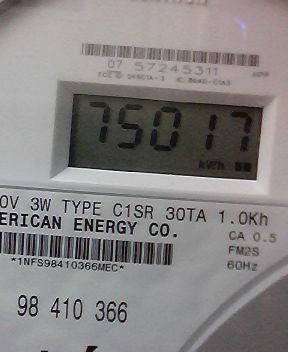 07 57245311
75017
kWh
0V 3W TYPE C1SR 30TA 1.0Kh
ERICAN ENERGY CO.
CA 0.5
FM2S
60Hz
*1NFS98410366MEC*
98 410 366